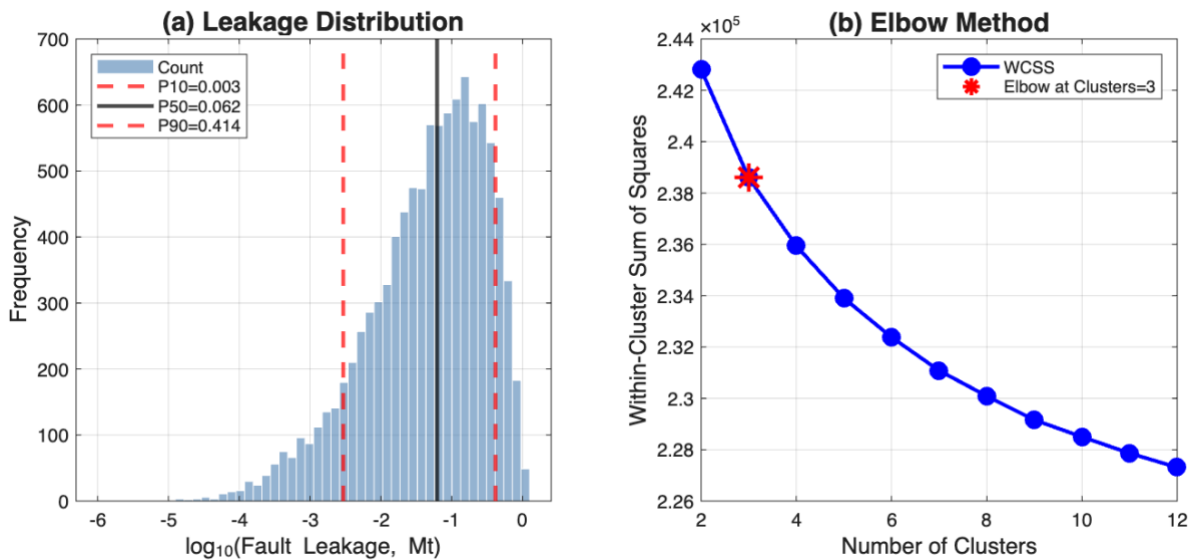 (a) Leakage Distribution
700
600
500
400
300
200
100
0
Frequency
Count
P10=0.003
P50=0.062
P90=0.414
-6 -5 -4 -3 -2 -1 0
log₁₀(Fault Leakage, Mt)
(b) Elbow Method
×10⁵
2.44
2.42
2.4
2.38
2.36
2.34
2.32
2.3
2.28
2.26
Within-Cluster Sum of Squares
WCSS
Elbow at Clusters=3
2 4 6 8 10 12
Number of Clusters